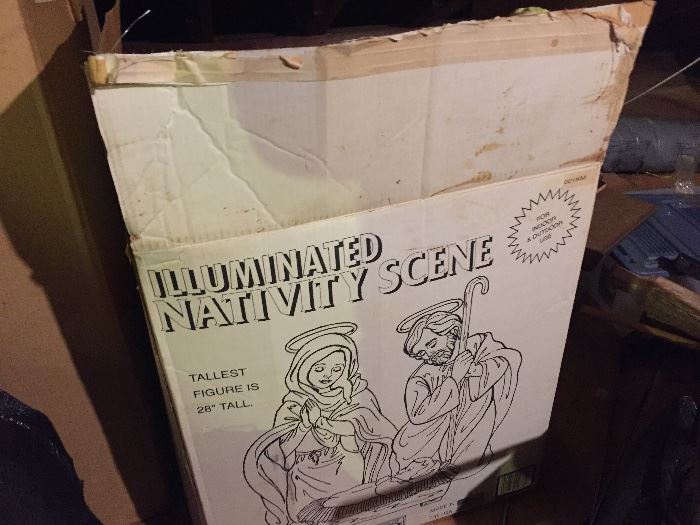 ILLUMINATED
NATIVITY SCENE
FOR
INDOOR
& OUTDOOR
USE
TALLEST
FIGURE IS
28" TALL.